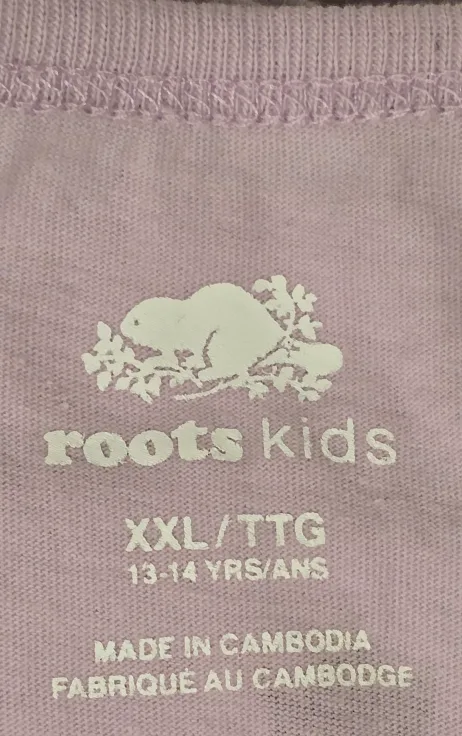 roots kids
XXL/TTG
13-14 YRS/ANS
MADE IN CAMBODIA
FABRIQUÉ AU CAMBODGE